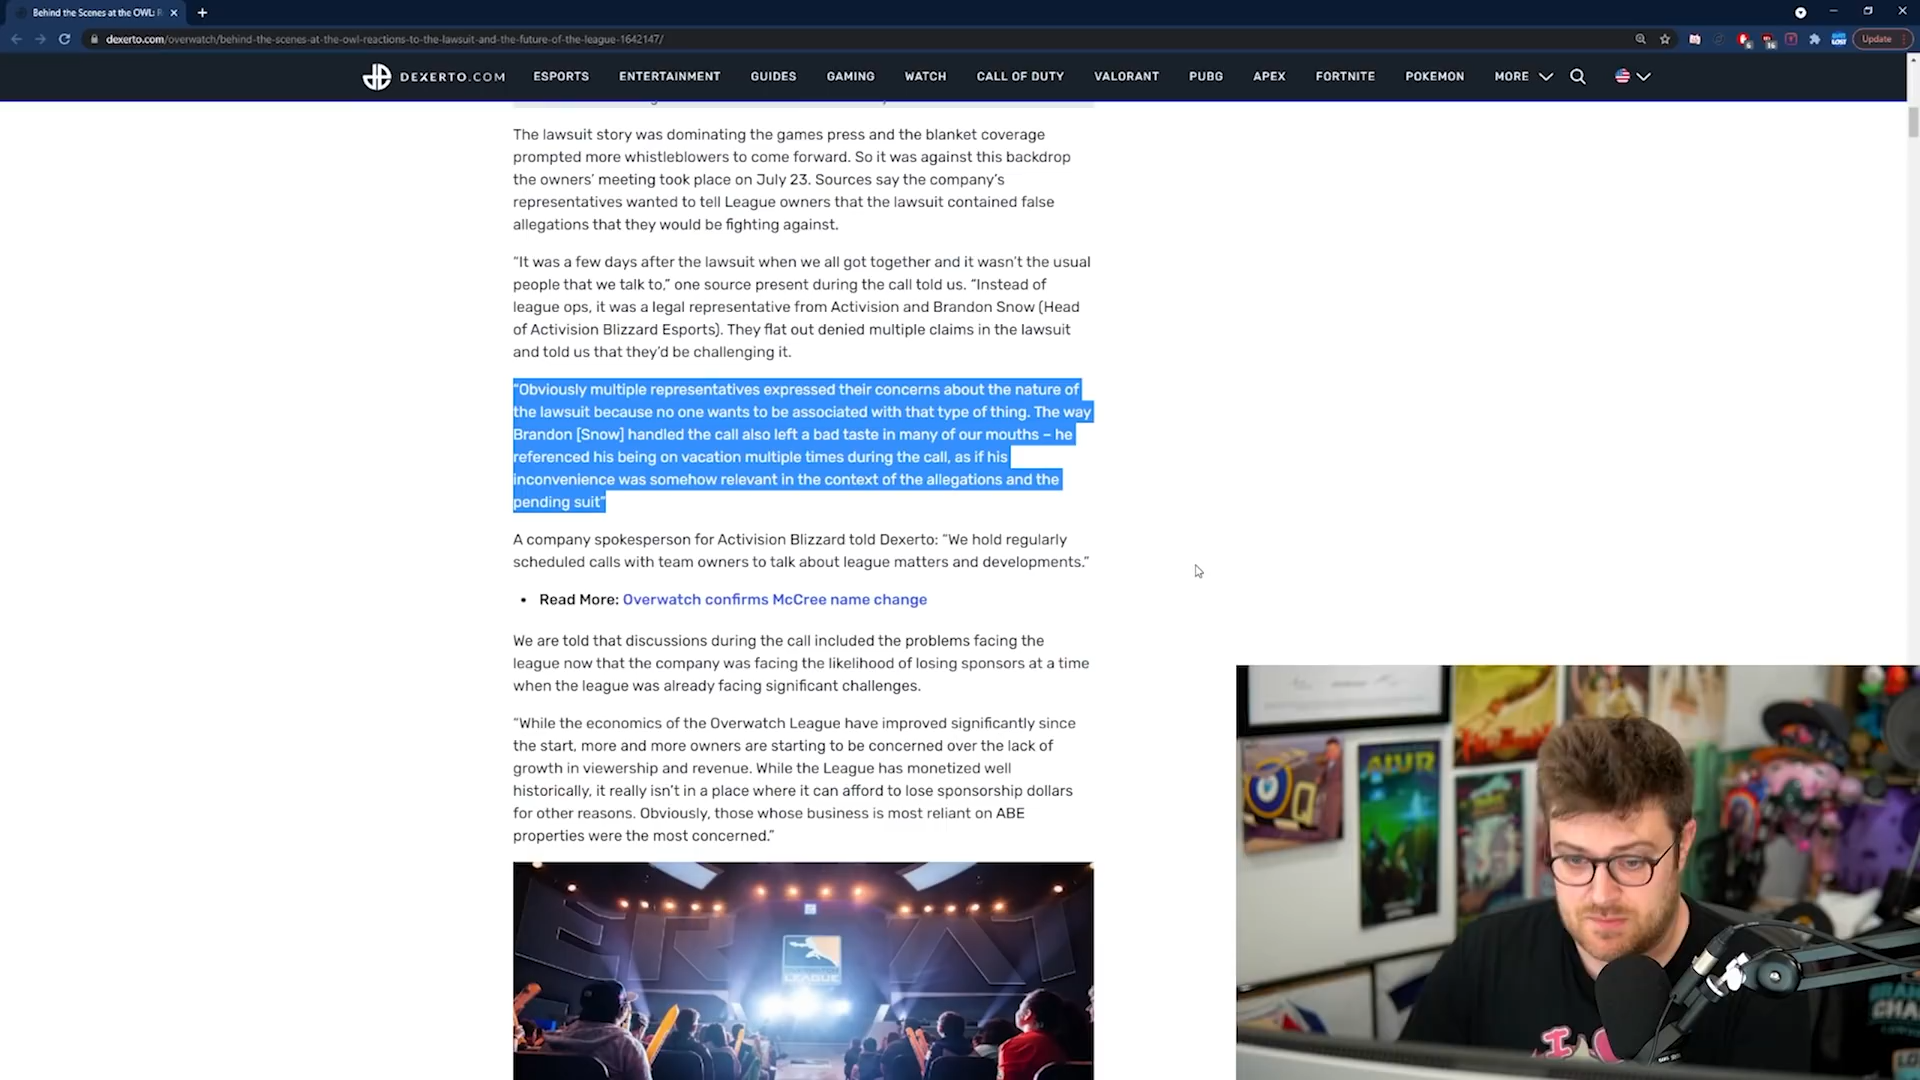 Behind the Scenes at the OWL: R
dexerto.com/overwatch/behind-the-scenes-at-the-owl-reactions-to-the-lawsuit-and-the-future-of-the-league-1642147/
Update
DEXERTO.COM
ESPORTS
ENTERTAINMENT
GUIDES
GAMING
WATCH
CALL OF DUTY
VALORANT
PUBG
APEX
FORTNITE
POKEMON
MORE
The lawsuit story was dominating the games press and the blanket coverage
prompted more whistleblowers to come forward. So it was against this backdrop
the owners’ meeting took place on July 23. Sources say the company’s
representatives wanted to tell League owners that the lawsuit contained false
allegations that they would be fighting against.
“It was a few days after the lawsuit when we all got together and it wasn’t the usual
people that we talk to,” one source present during the call told us. “Instead of
league ops, it was a legal representative from Activision and Brandon Snow (Head
of Activision Blizzard Esports). They flat out denied multiple claims in the lawsuit
and told us that they’d be challenging it.
“Obviously multiple representatives expressed their concerns about the nature of
the lawsuit because no one wants to be associated with that type of thing. The way
Brandon [Snow] handled the call also left a bad taste in many of our mouths – he
referenced his being on vacation multiple times during the call, as if his
inconvenience was somehow relevant in the context of the allegations and the
pending suit”
A company spokesperson for Activision Blizzard told Dexerto: “We hold regularly
scheduled calls with team owners to talk about league matters and developments.”
• Read More: Overwatch confirms McCree name change
We are told that discussions during the call included the problems facing the
league now that the company was facing the likelihood of losing sponsors at a time
when the league was already facing significant challenges.
“While the economics of the Overwatch League have improved significantly since
the start, more and more owners are starting to be concerned over the lack of
growth in viewership and revenue. While the League has monetized well
historically, it really isn’t in a place where it can afford to lose sponsorship dollars
for other reasons. Obviously, those whose business is most reliant on ABE
properties were the most concerned.”
OVERWATCH
LEAGUE
AIUR